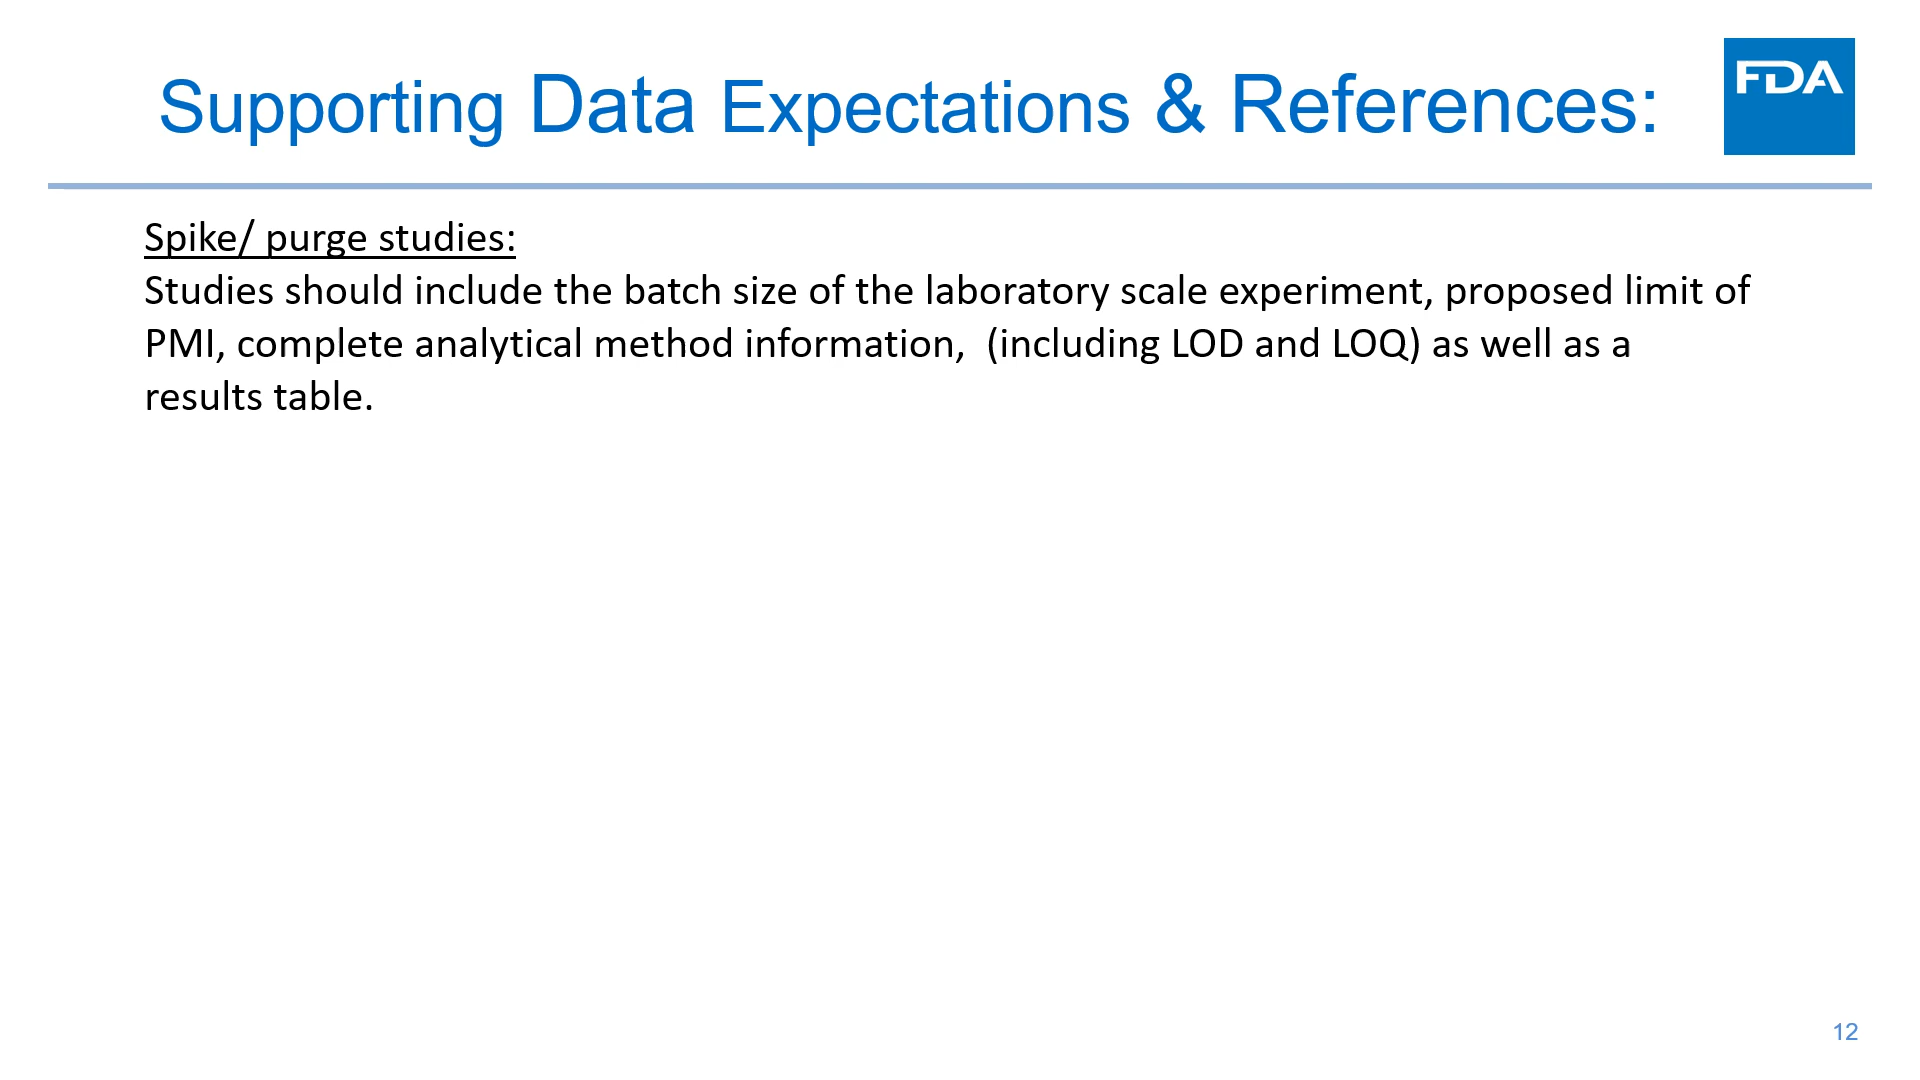 Supporting Data Expectations & References:
FDA
Spike/ purge studies:
Studies should include the batch size of the laboratory scale experiment, proposed limit of
PMI, complete analytical method information,  (including LOD and LOQ) as well as a
results table.
12